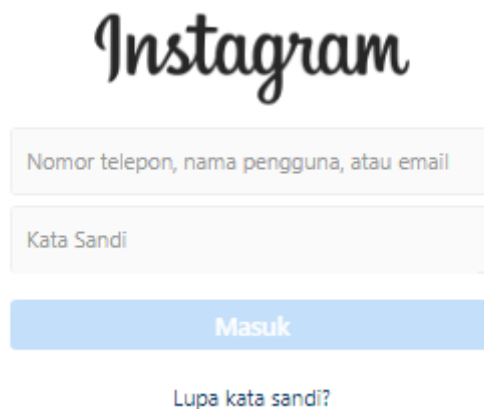 Instagram
Nomor telepon, nama pengguna, atau email
Kata Sandi
Masuk
Lupa kata sandi?